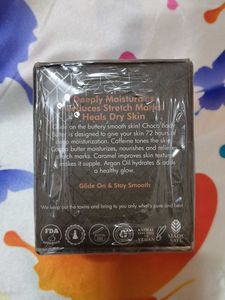 Deeply Moisturizes
Reduces Stretch Marks
Heals Dry Skin
Glide on the buttery smooth skin! Choco
butter is designed to give your skin 72 hours of
deep moisturization. Caffeine tones the skin
Cocoa butter moisturizes, nourishes and
stretch marks. Caramel improves skin texture
makes it supple. Argan Oil hydrates & adds
a healthy glow.
Glide On & Stay Smooth
We keep out the toxins and bring to you only what's pure and best
FDA
VEGAN
MADE
SAFE